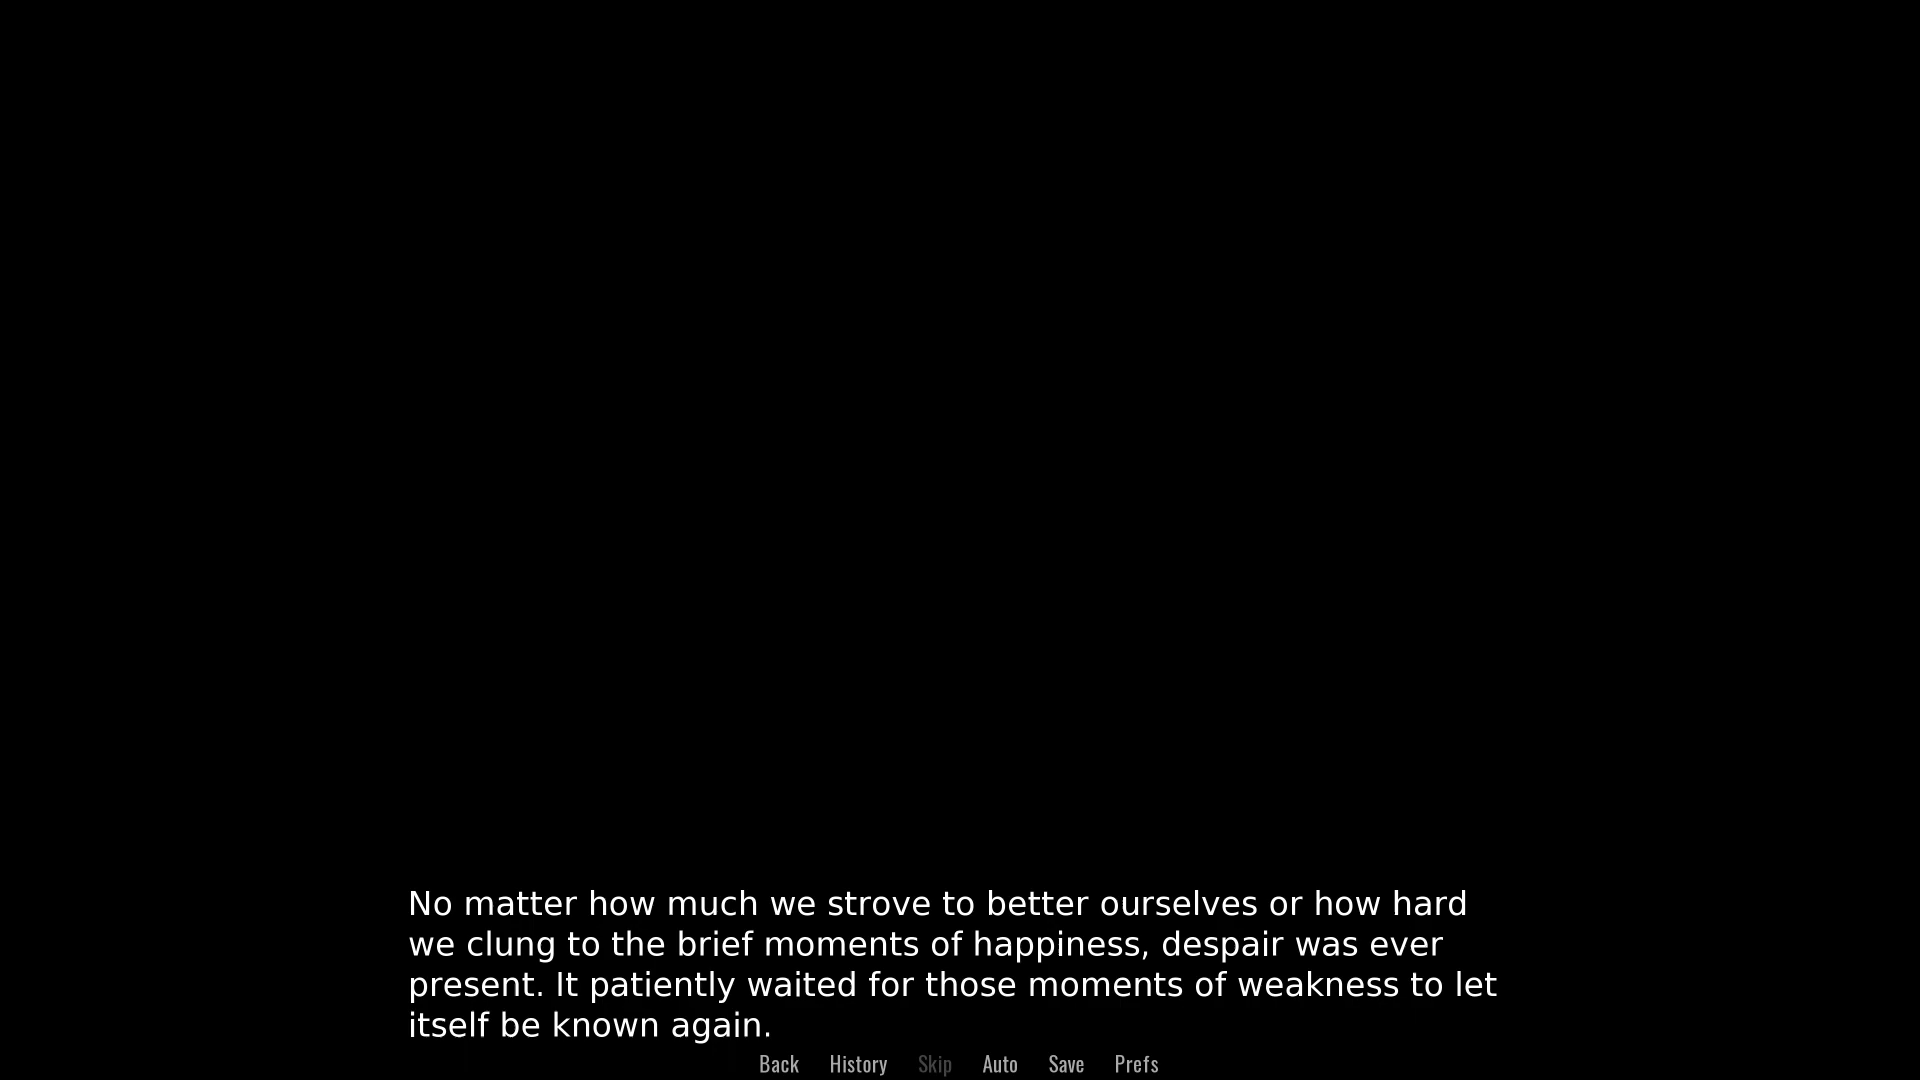 No matter how much we strove to better ourselves or how hard
we clung to the brief moments of happiness, despair was ever
present. It patiently waited for those moments of weakness to let
itself be known again.
Back History Skip Auto Save Prefs